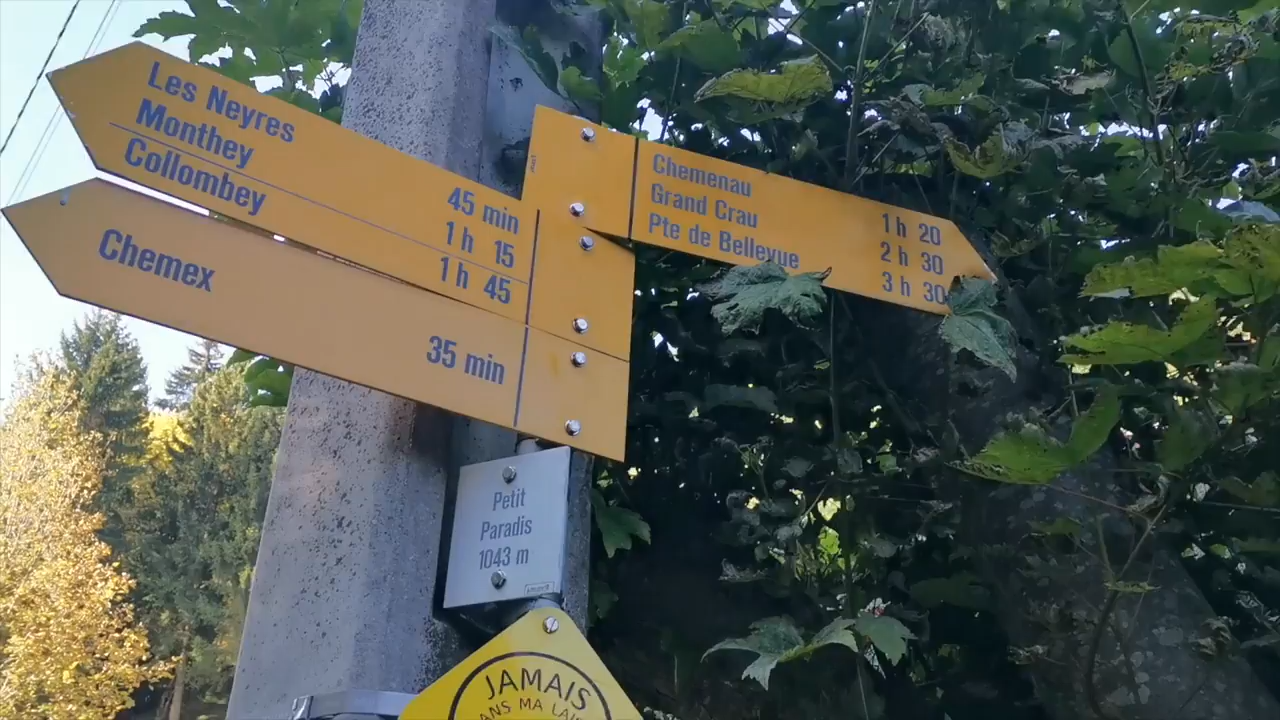 Les Neyres 45 min
Monthey 1 h 15
Collombey 1 h 45
Chemex 35 min
Chemenau 1 h 20
Grand Crau 2 h 30
Pte de Bellevue 3 h 30
Petit
Paradis
1043 m
JAMAIS
MA